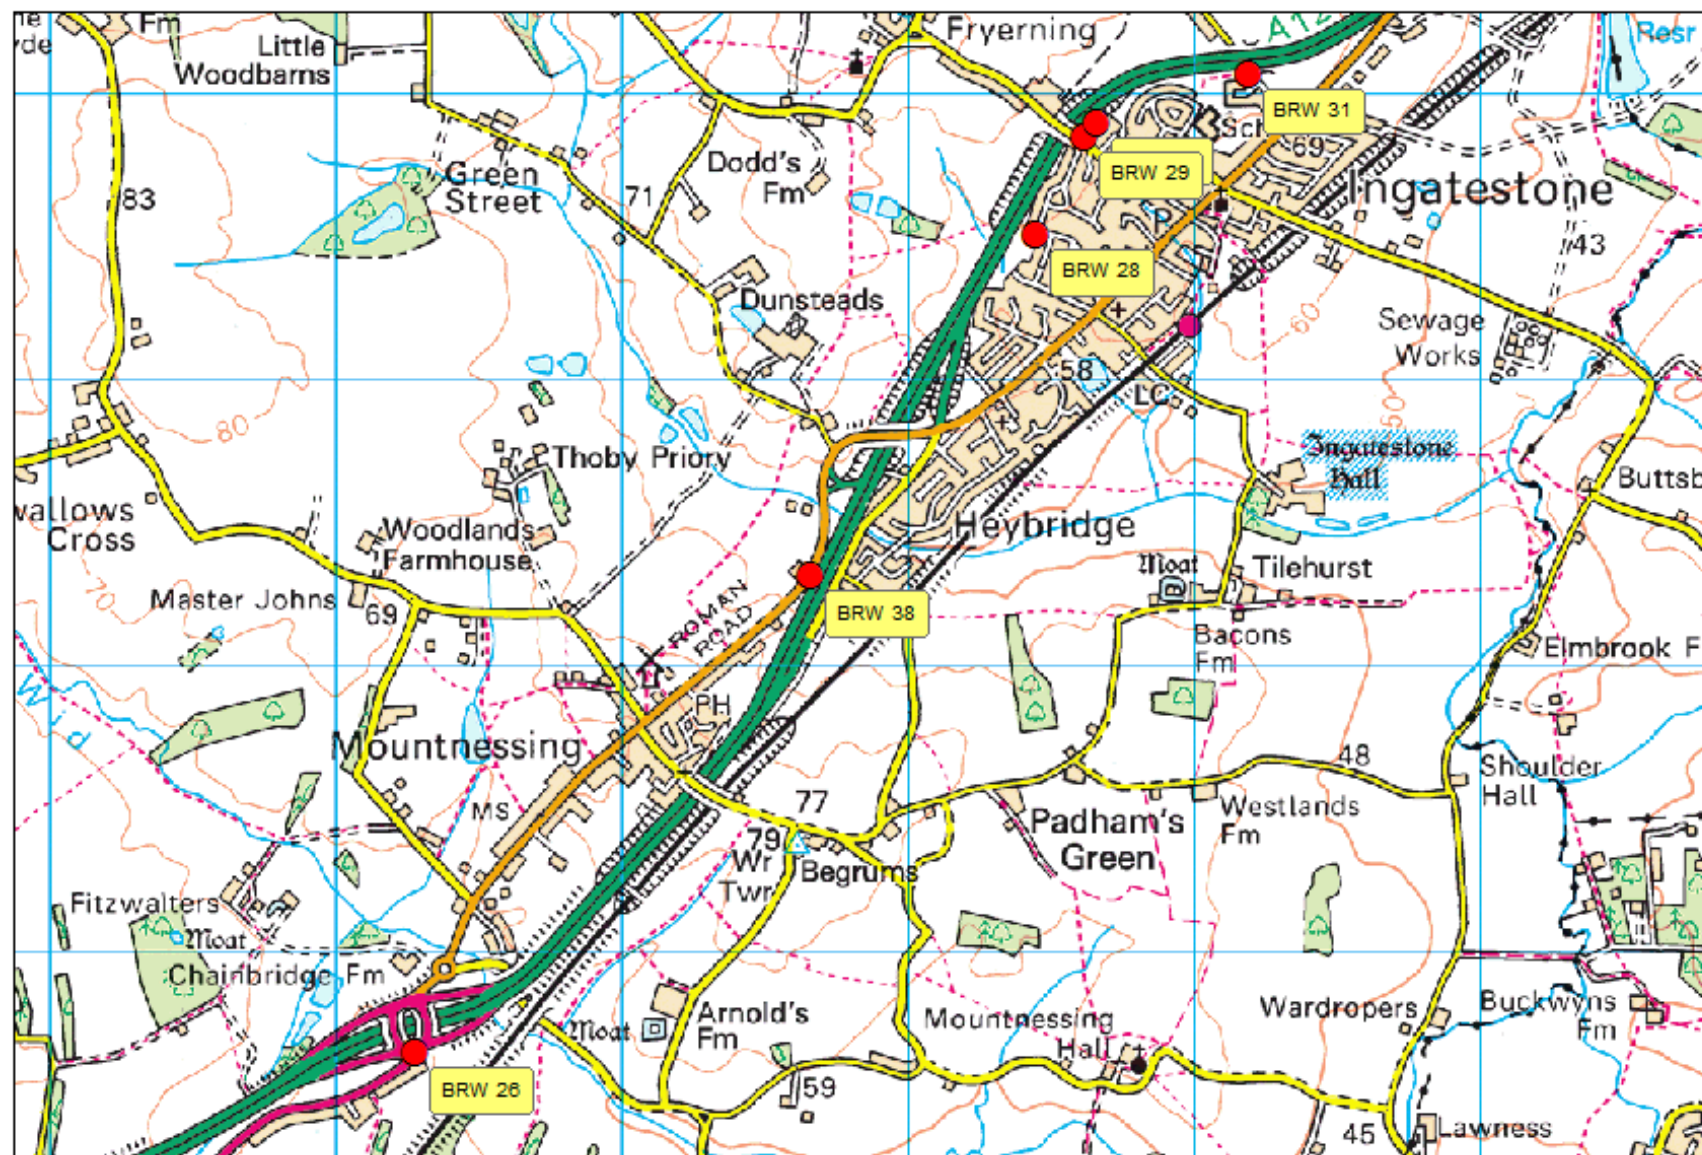 Fm
Fryerning
A12
Resr
Little
Woodbarns
BRW 31
Sch
69
Dodd's
Fm
Green
Street
83
71
BRW 29
Ingatestone
P
43
BRW 28
Dunsteads
60
Sewage
Works
58
LC
50
80
Thoby Priory
Ingatestone
Hall
Buttsb
wallows
Cross
Woodlands
Farmhouse
Heybridge
Moat
Tilehurst
70
Master Johns
69
ROMAN
ROAD
BRW 38
Bacons
Fm
Elmbrook F
Wid
PH
Mountnessing
48
Shoulder
Hall
MS
77
79
Wr
Twr
Begrums
Padham's
Green
Westlands
Fm
Fitzwalters
Moat
Chainbridge Fm
Arnold's
Fm
Moat
Mountnessing
Hall
Wardropers
Buckwyns
Fm
BRW 26
59
45
Lawness